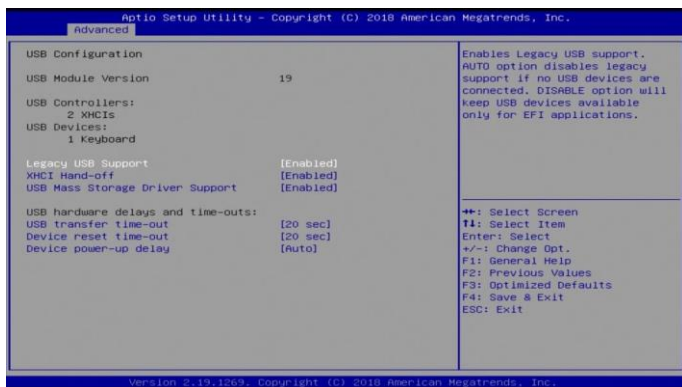 Aptio Setup Utility – Copyright (C) 2018 American Megatrends, Inc.
Advanced
USB Configuration
USB Module Version 19
USB Controllers:
2 XHCIs
USB Devices:
1 Keyboard
Legacy USB Support [Enabled]
XHCI Hand-off [Enabled]
USB Mass Storage Driver Support [Enabled]
USB hardware delays and time-outs:
USB transfer time-out [20 sec]
Device reset time-out [20 sec]
Device power-up delay [Auto]
Enables Legacy USB support.
AUTO option disables legacy
support if no USB devices are
connected. DISABLE option will
keep USB devices available
only for EFI applications.
→←: Select Screen
↑↓: Select Item
Enter: Select
+/-: Change Opt.
F1: General Help
F2: Previous Values
F3: Optimized Defaults
F4: Save & Exit
ESC: Exit
Version 2.19.1269. Copyright (C) 2018 American Megatrends, Inc.